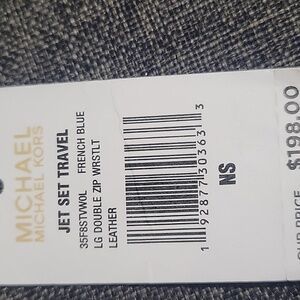 MICHAEL
MICHAEL KORS
JET SET TRAVEL
35F8STVW0L FRENCH BLUE
LG DOUBLE ZIP WRSTLT
LEATHER
1 92877 30363 3
NS
PRICE $198.00